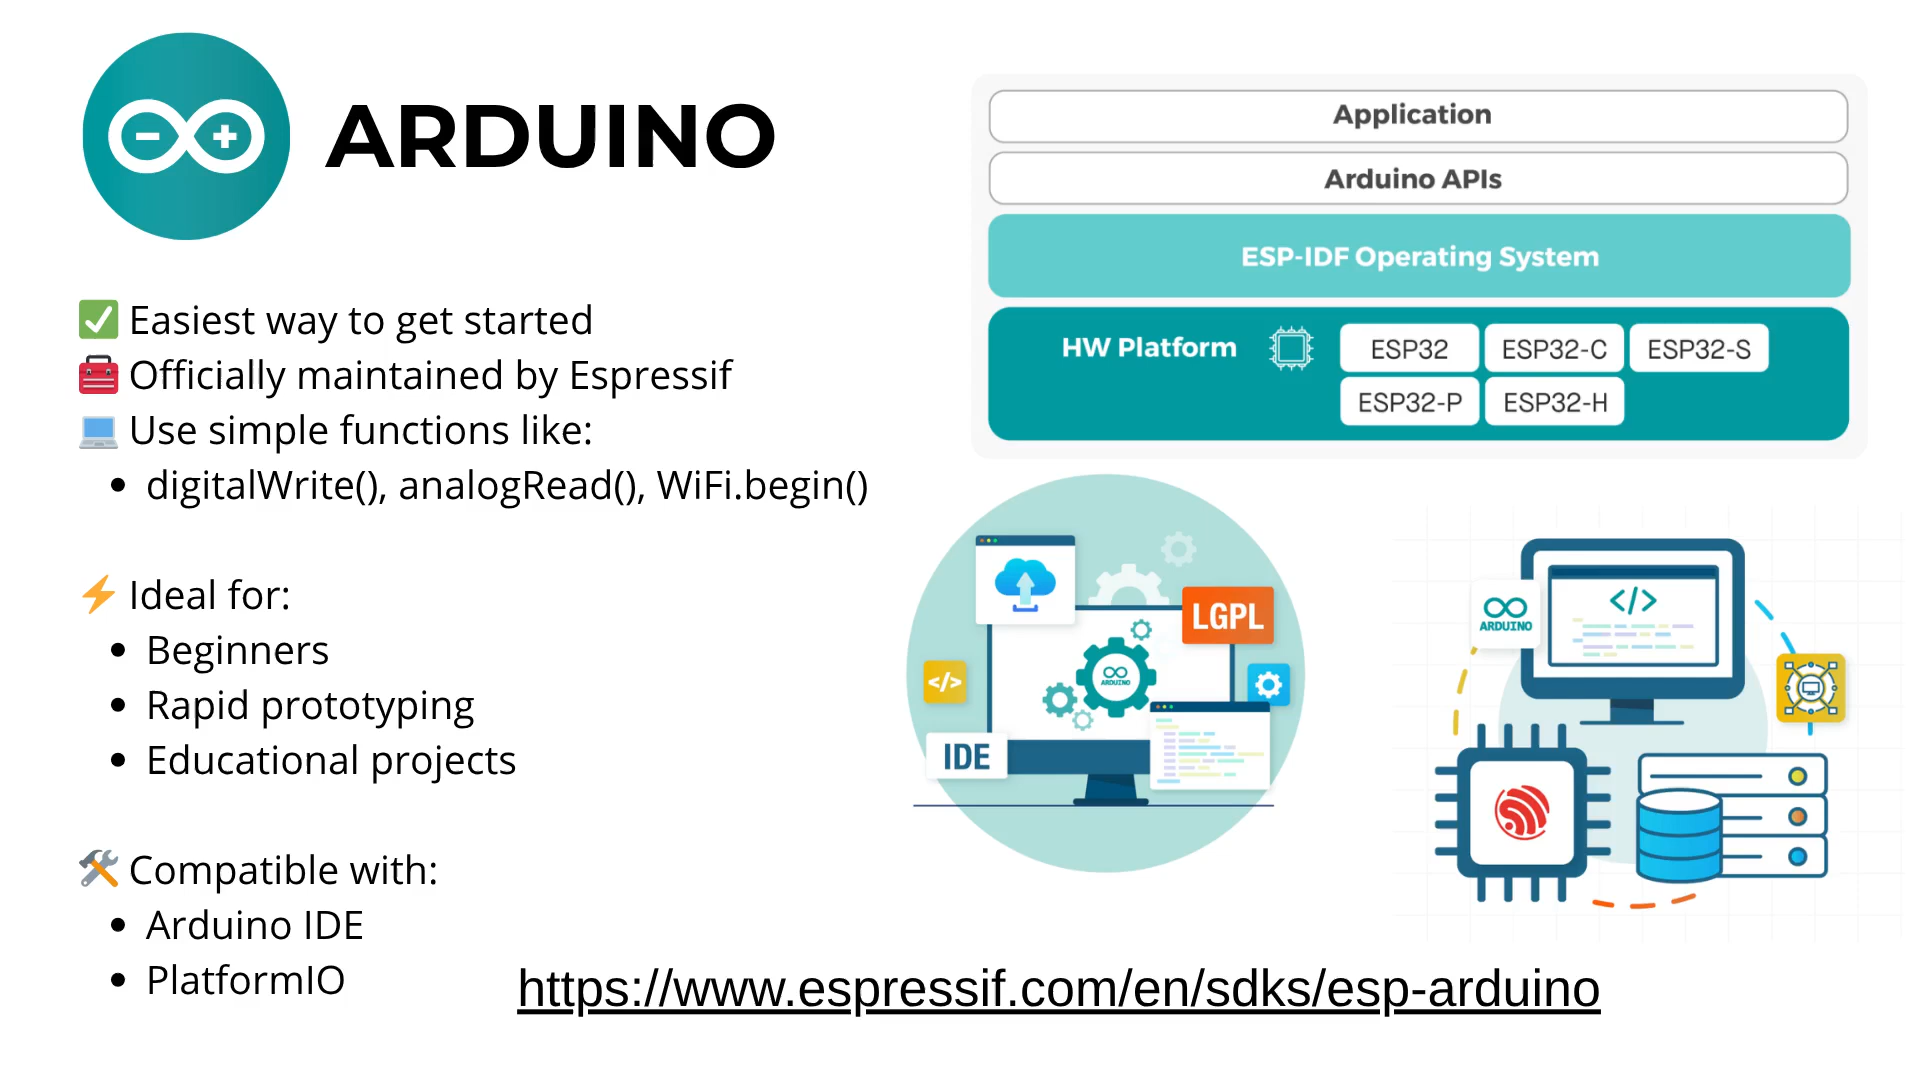 ARDUINO
✅ Easiest way to get started
🧰 Officially maintained by Espressif
💻 Use simple functions like:
• digitalWrite(), analogRead(), WiFi.begin()
⚡ Ideal for:
• Beginners
• Rapid prototyping
• Educational projects
🛠 Compatible with:
• Arduino IDE
• PlatformIO
Application
Arduino APIs
ESP-IDF Operating System
HW Platform
ESP32 ESP32-C ESP32-S
ESP32-P ESP32-H
LGPL
ARDUINO
</>
IDE
</>
ARDUINO
https://www.espressif.com/en/sdks/esp-arduino